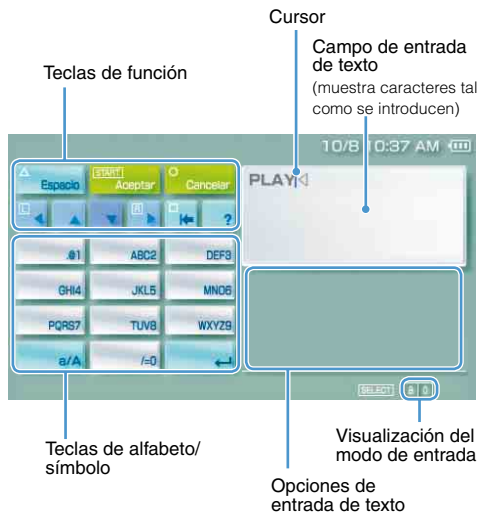 Cursor
Campo de entrada
de texto
(muestra caracteres tal
como se introducen)
Teclas de función
10/8 10:37 AM
Espacio
START
Aceptar
Cancelar
L
R
?
PLAY
.@1
ABC2
DEF3
GHI4
JKL5
MNO6
PQRS7
TUV8
WXYZ9
a/A
/=0
SELECT
Teclas de alfabeto/
símbolo
Visualización del
modo de entrada
Opciones de
entrada de texto